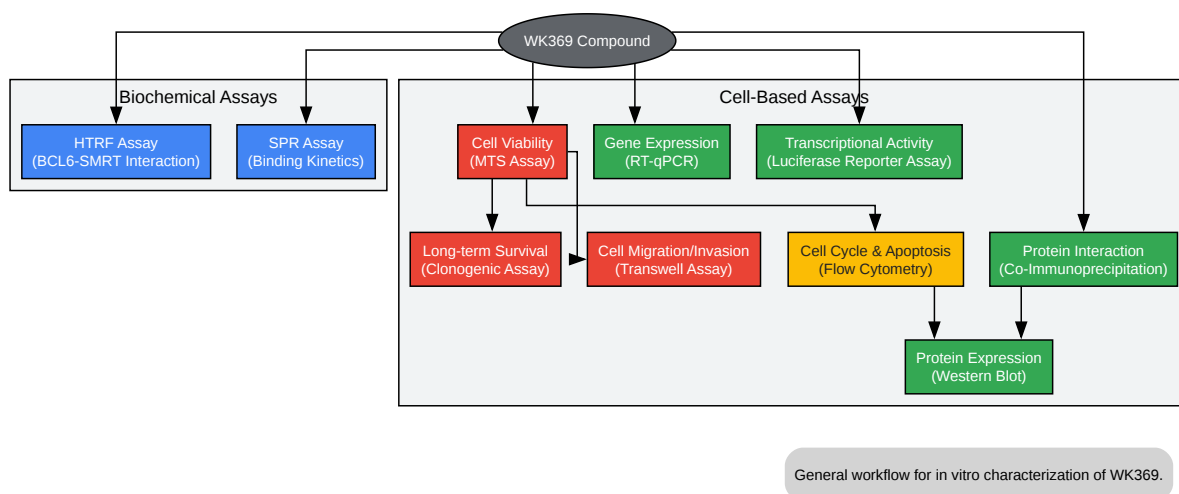 WK369 Compound
Biochemical Assays
Cell-Based Assays
HTRF Assay
(BCL6-SMRT Interaction)
SPR Assay
(Binding Kinetics)
Cell Viability
(MTS Assay)
Gene Expression
(RT-qPCR)
Transcriptional Activity
(Luciferase Reporter Assay)
Long-term Survival
(Clonogenic Assay)
Cell Migration/Invasion
(Transwell Assay)
Cell Cycle & Apoptosis
(Flow Cytometry)
Protein Interaction
(Co-Immunoprecipitation)
Protein Expression
(Western Blot)
General workflow for in vitro characterization of WK369.